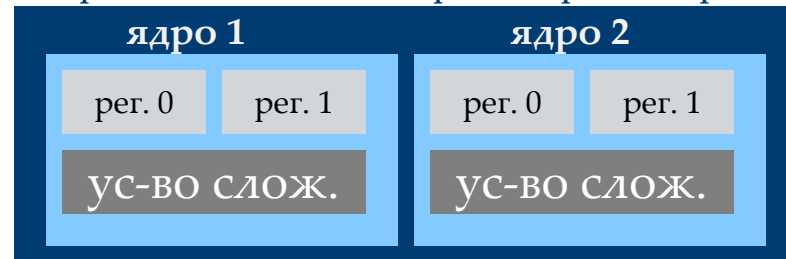 ядро 1 ядро 2
рег. 0 рег. 1 рег. 0 рег. 1
ус-во слож. ус-во слож.